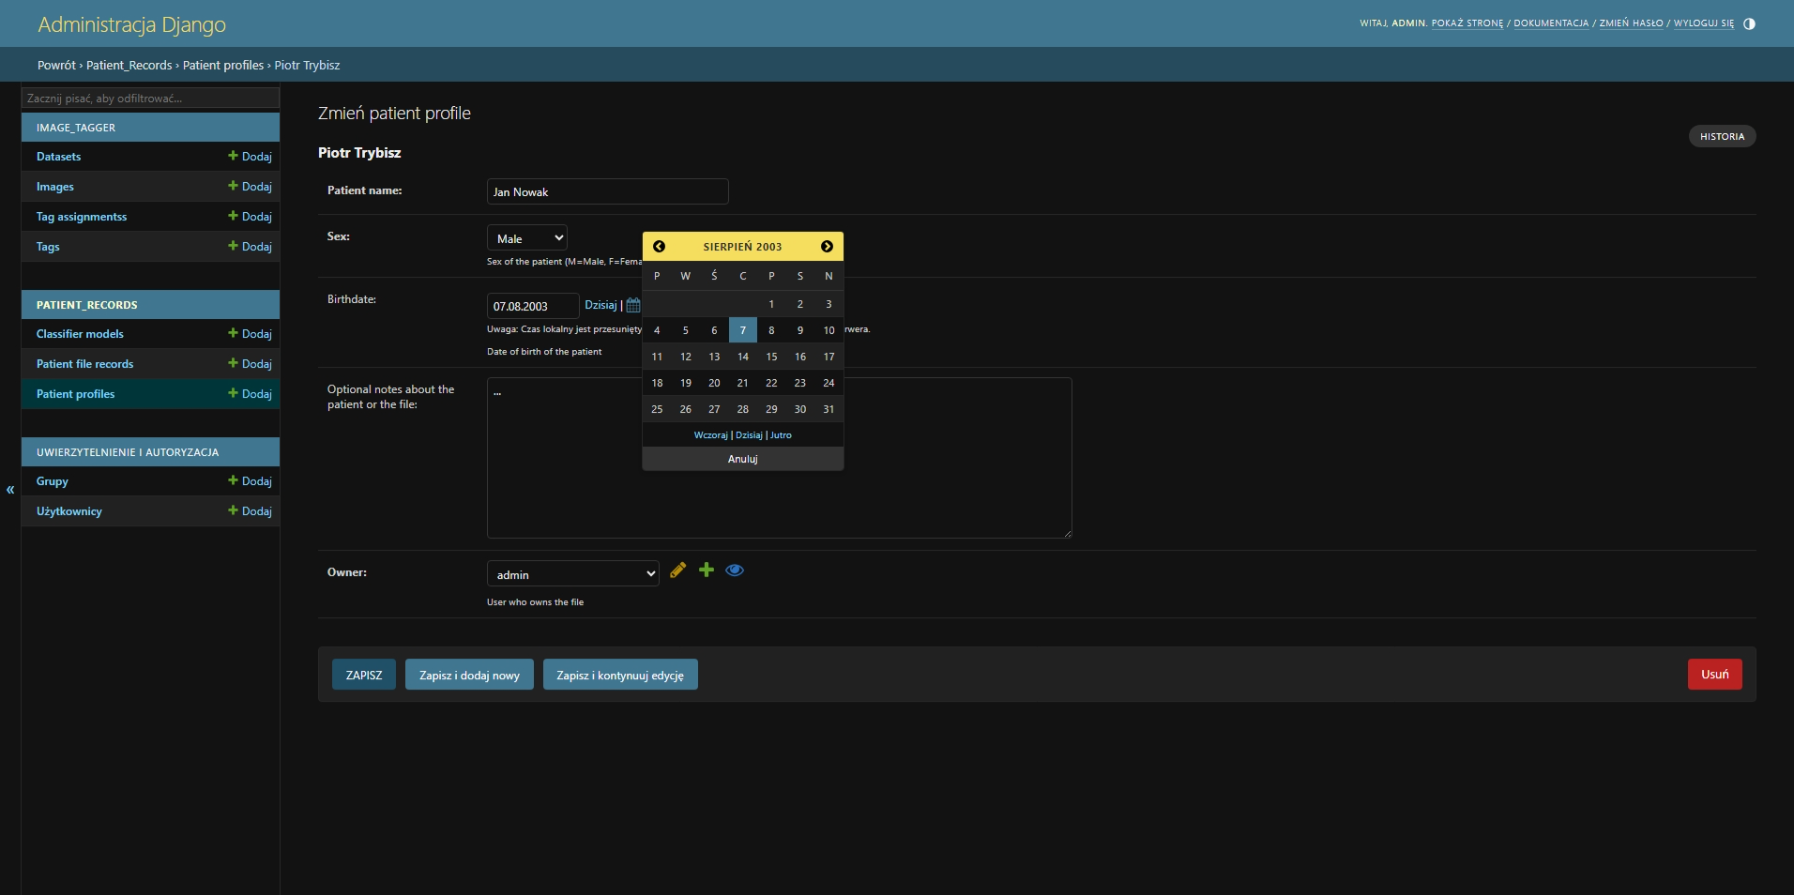 Administracja Django
WITAJ, ADMIN. POKAŻ STRONĘ / DOKUMENTACJA / ZMIEŃ HASŁO / WYLOGUJ SIĘ
Powrót › Patient_Records › Patient profiles › Piotr Trybisz
Zacznij pisać, aby odfiltrować...
IMAGE_TAGGER
Datasets Dodaj
Images Dodaj
Tag assignmentss Dodaj
Tags Dodaj
PATIENT_RECORDS
Classifier models Dodaj
Patient file records Dodaj
Patient profiles Dodaj
UWIERZYTELNIENIE I AUTORYZACJA
Grupy Dodaj
Użytkownicy Dodaj
«
Zmień patient profile
HISTORIA
Piotr Trybisz
Patient name: Jan Nowak
Sex: Male
Sex of the patient (M=Male, F=Fema
Birthdate: 07.08.2003 Dzisiaj |
Uwaga: Czas lokalny jest przesunięty rwera.
Date of birth of the patient
SIERPIEŃ 2003
P W Ś C P S N
1 2 3
4 5 6 7 8 9 10
11 12 13 14 15 16 17
18 19 20 21 22 23 24
25 26 27 28 29 30 31
Wczoraj | Dzisiaj | Jutro
Anuluj
Optional notes about the
patient or the file:
...
Owner: admin
User who owns the file
ZAPISZ Zapisz i dodaj nowy Zapisz i kontynuuj edycję Usuń